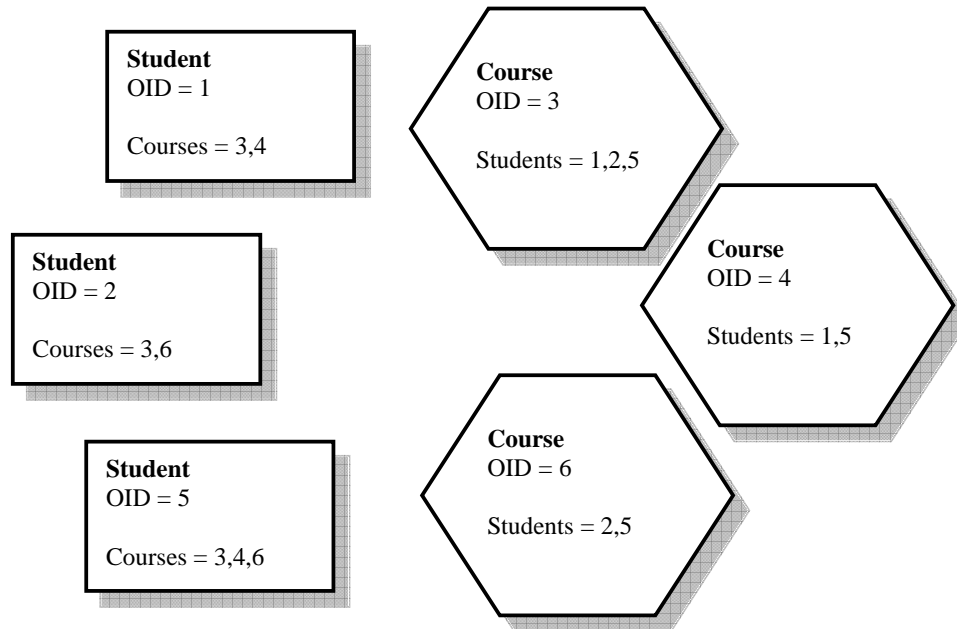 Student
OID = 1
Courses = 3,4
Course
OID = 3
Students = 1,2,5
Student
OID = 2
Courses = 3,6
Course
OID = 4
Students = 1,5
Student
OID = 5
Courses = 3,4,6
Course
OID = 6
Students = 2,5